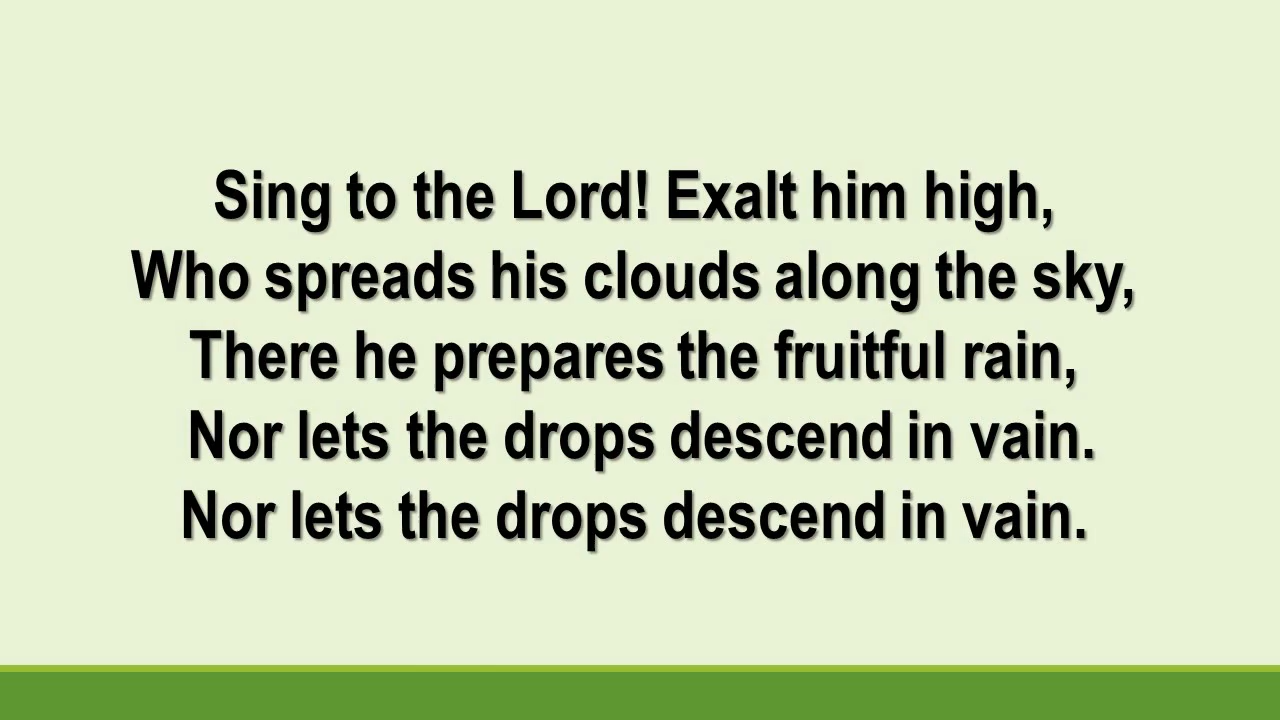 Sing to the Lord! Exalt him high,
Who spreads his clouds along the sky,
There he prepares the fruitful rain,
Nor lets the drops descend in vain.
Nor lets the drops descend in vain.